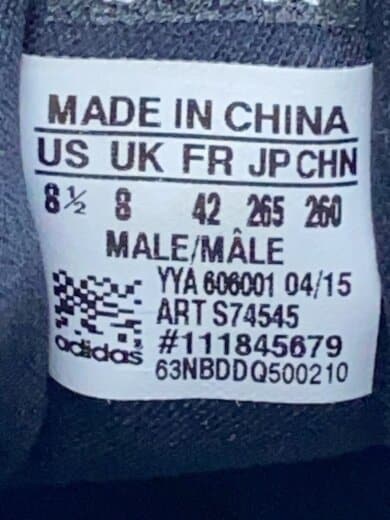 MADE IN CHINA
US UK FR JP CHN
8½ 8 42 265 260
MALE/MÂLE
YYA 606001 04/15
ART S74545
#111845679
adidas
63NBDDQ500210